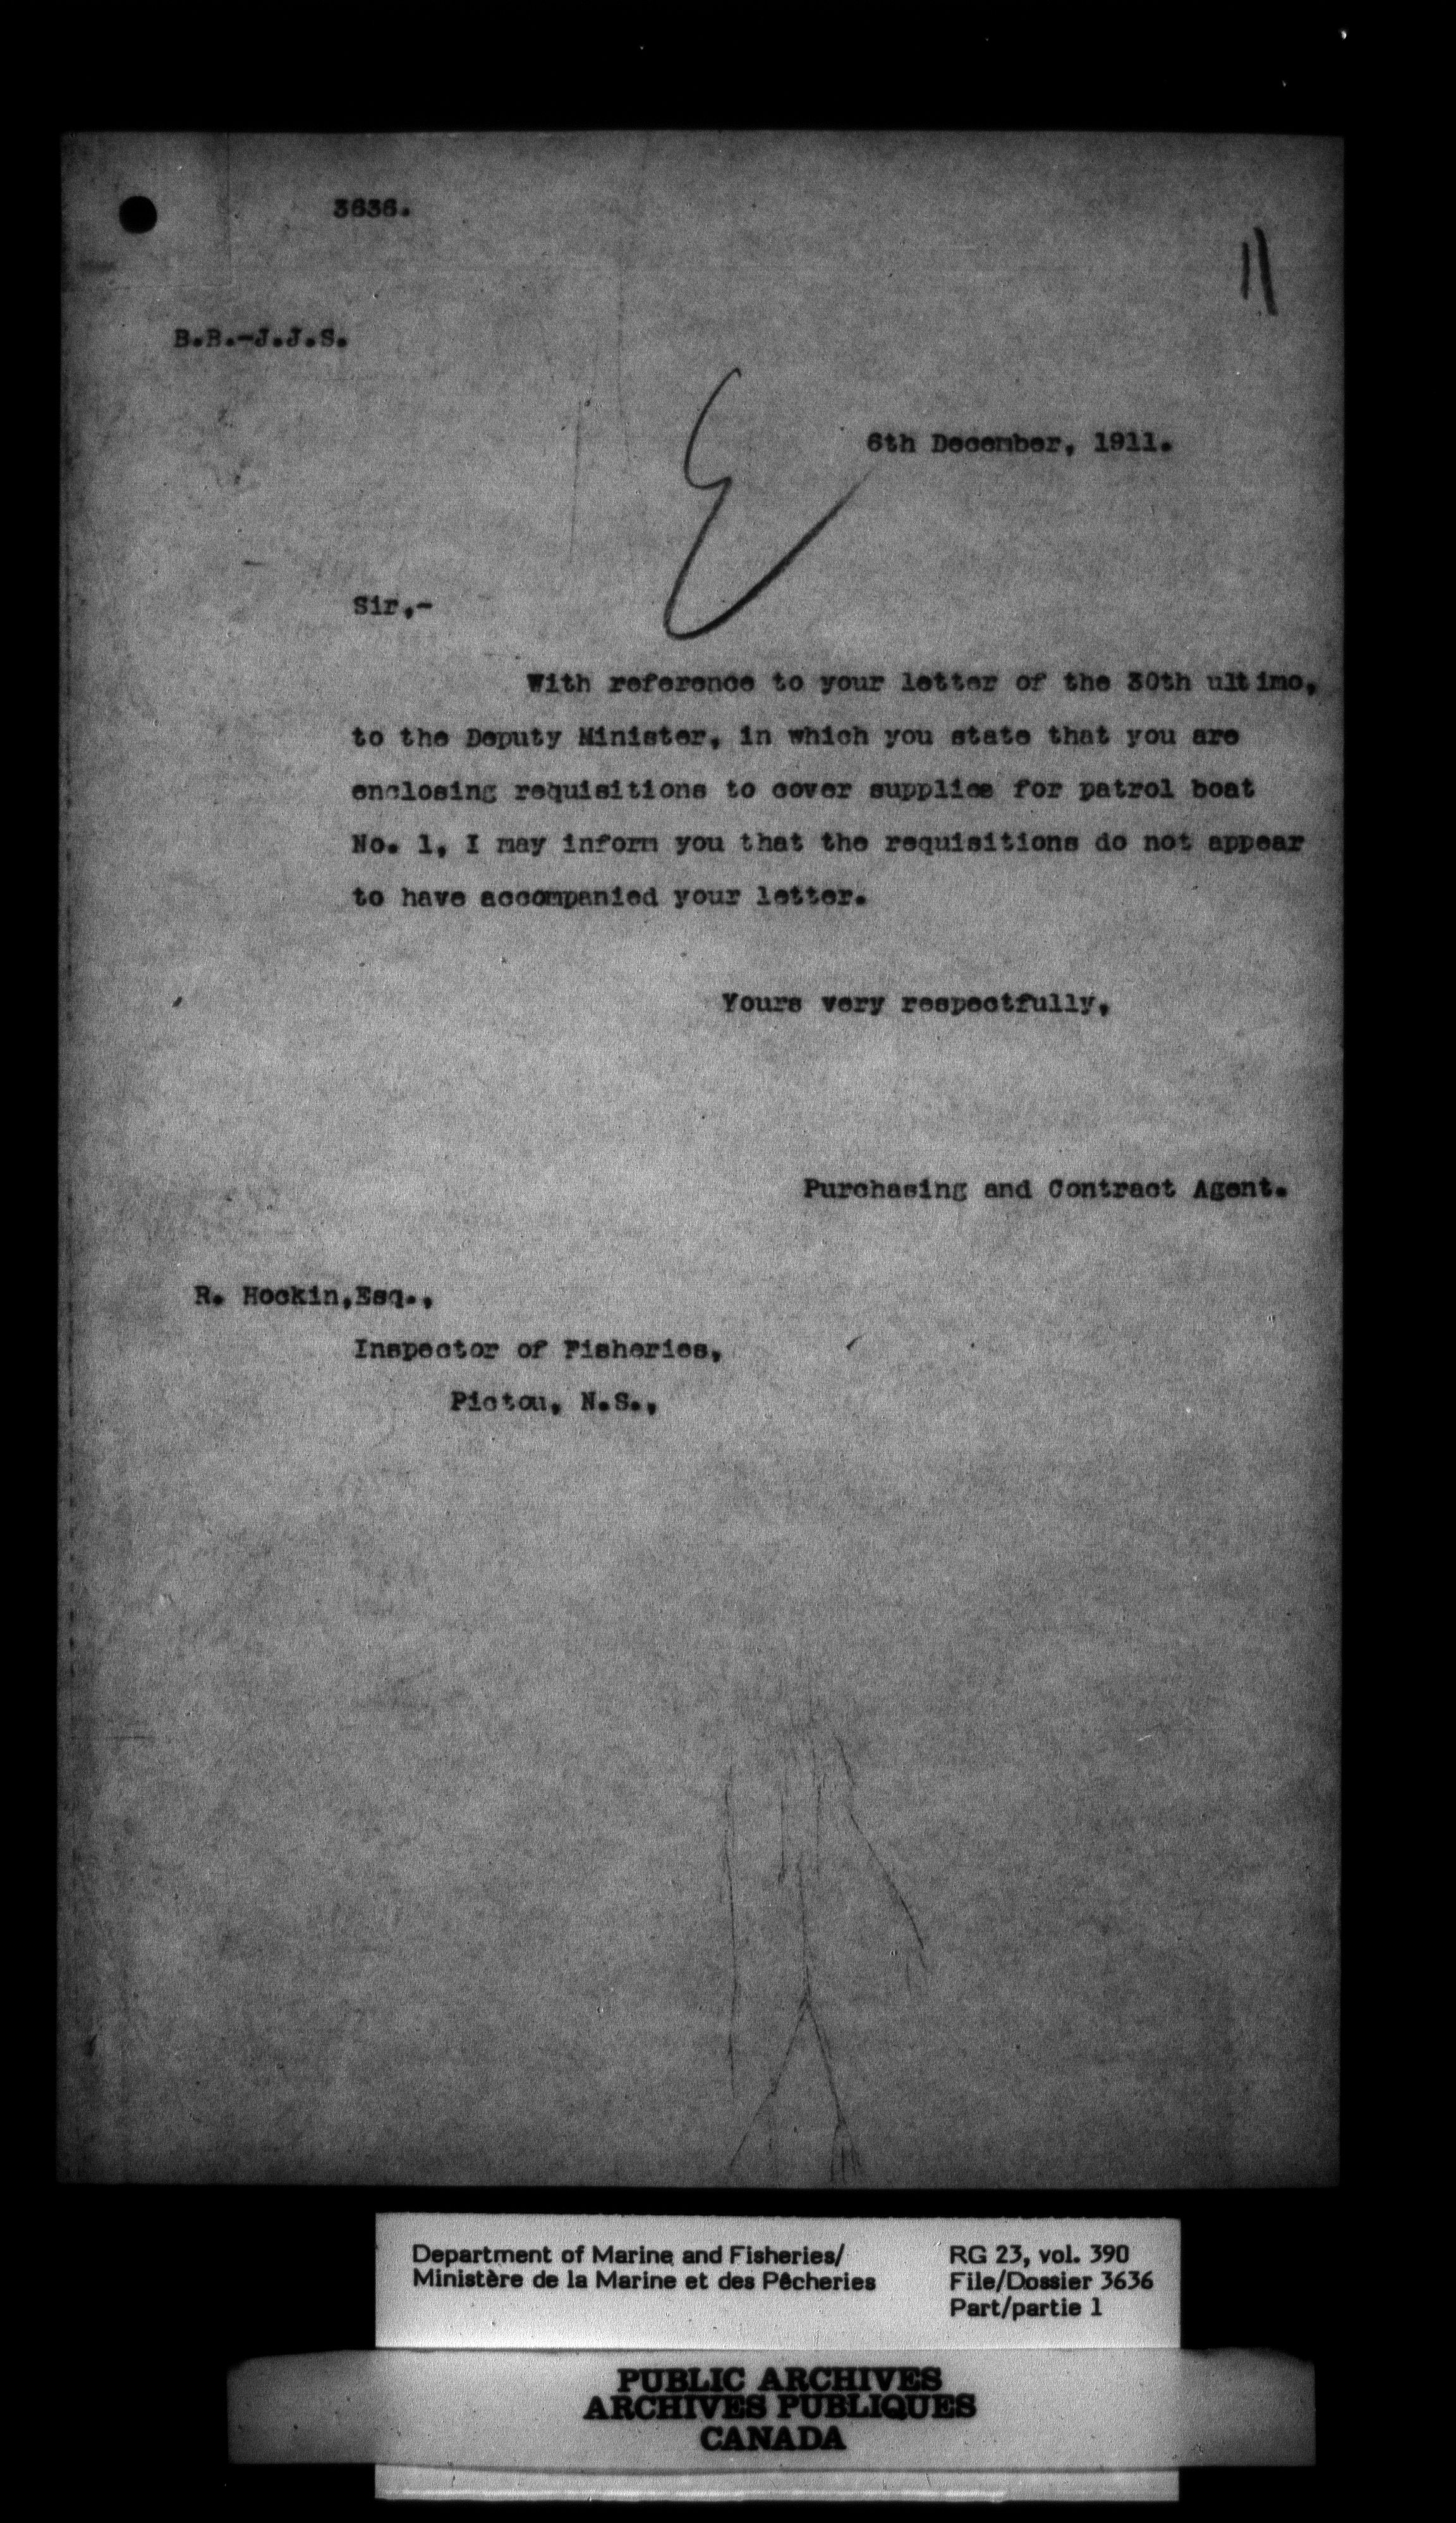 3636.
11
B.B.-J.J.S.
6th December, 1911.
Sir,-
With reference to your letter of the 30th ultimo,
to the Deputy Minister, in which you state that you are
enclosing requisitions to cover supplies for patrol boat
No. 1, I may inform you that the requisitions do not appear
to have accompanied your letter.
Yours very respectfully,
Purchasing and Contract Agent.
R. Hockin,Esq.,
Inspector of Fisheries,
Pictou, N.S.,
Department of Marine and Fisheries/
Ministère de la Marine et des Pêcheries
RG 23, vol. 390
File/Dossier 3636
Part/partie 1
PUBLIC ARCHIVES
ARCHIVES PUBLIQUES
CANADA